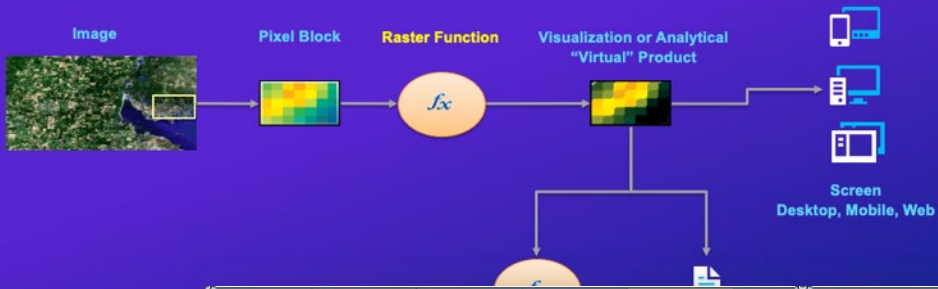 Image
Pixel Block
Raster Function
Visualization or Analytical
"Virtual" Product
fx
Screen
Desktop, Mobile, Web